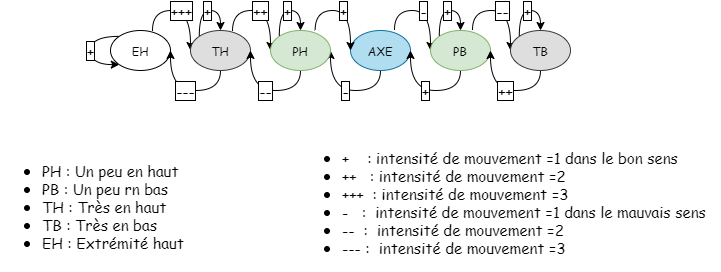 +++ + ++ + + - + -- +
+ EH TH PH AXE PB TB
--- -- - + ++
• PH : Un peu en haut
• PB : Un peu rn bas
• TH : Très en haut
• TB : Très en bas
• EH : Extrémité haut
• + : intensité de mouvement =1 dans le bon sens
• ++ : intensité de mouvement =2
• +++ : intensité de mouvement =3
• - : intensité de mouvement =1 dans le mauvais sens
• -- : intensité de mouvement =2
• --- : intensité de mouvement =3